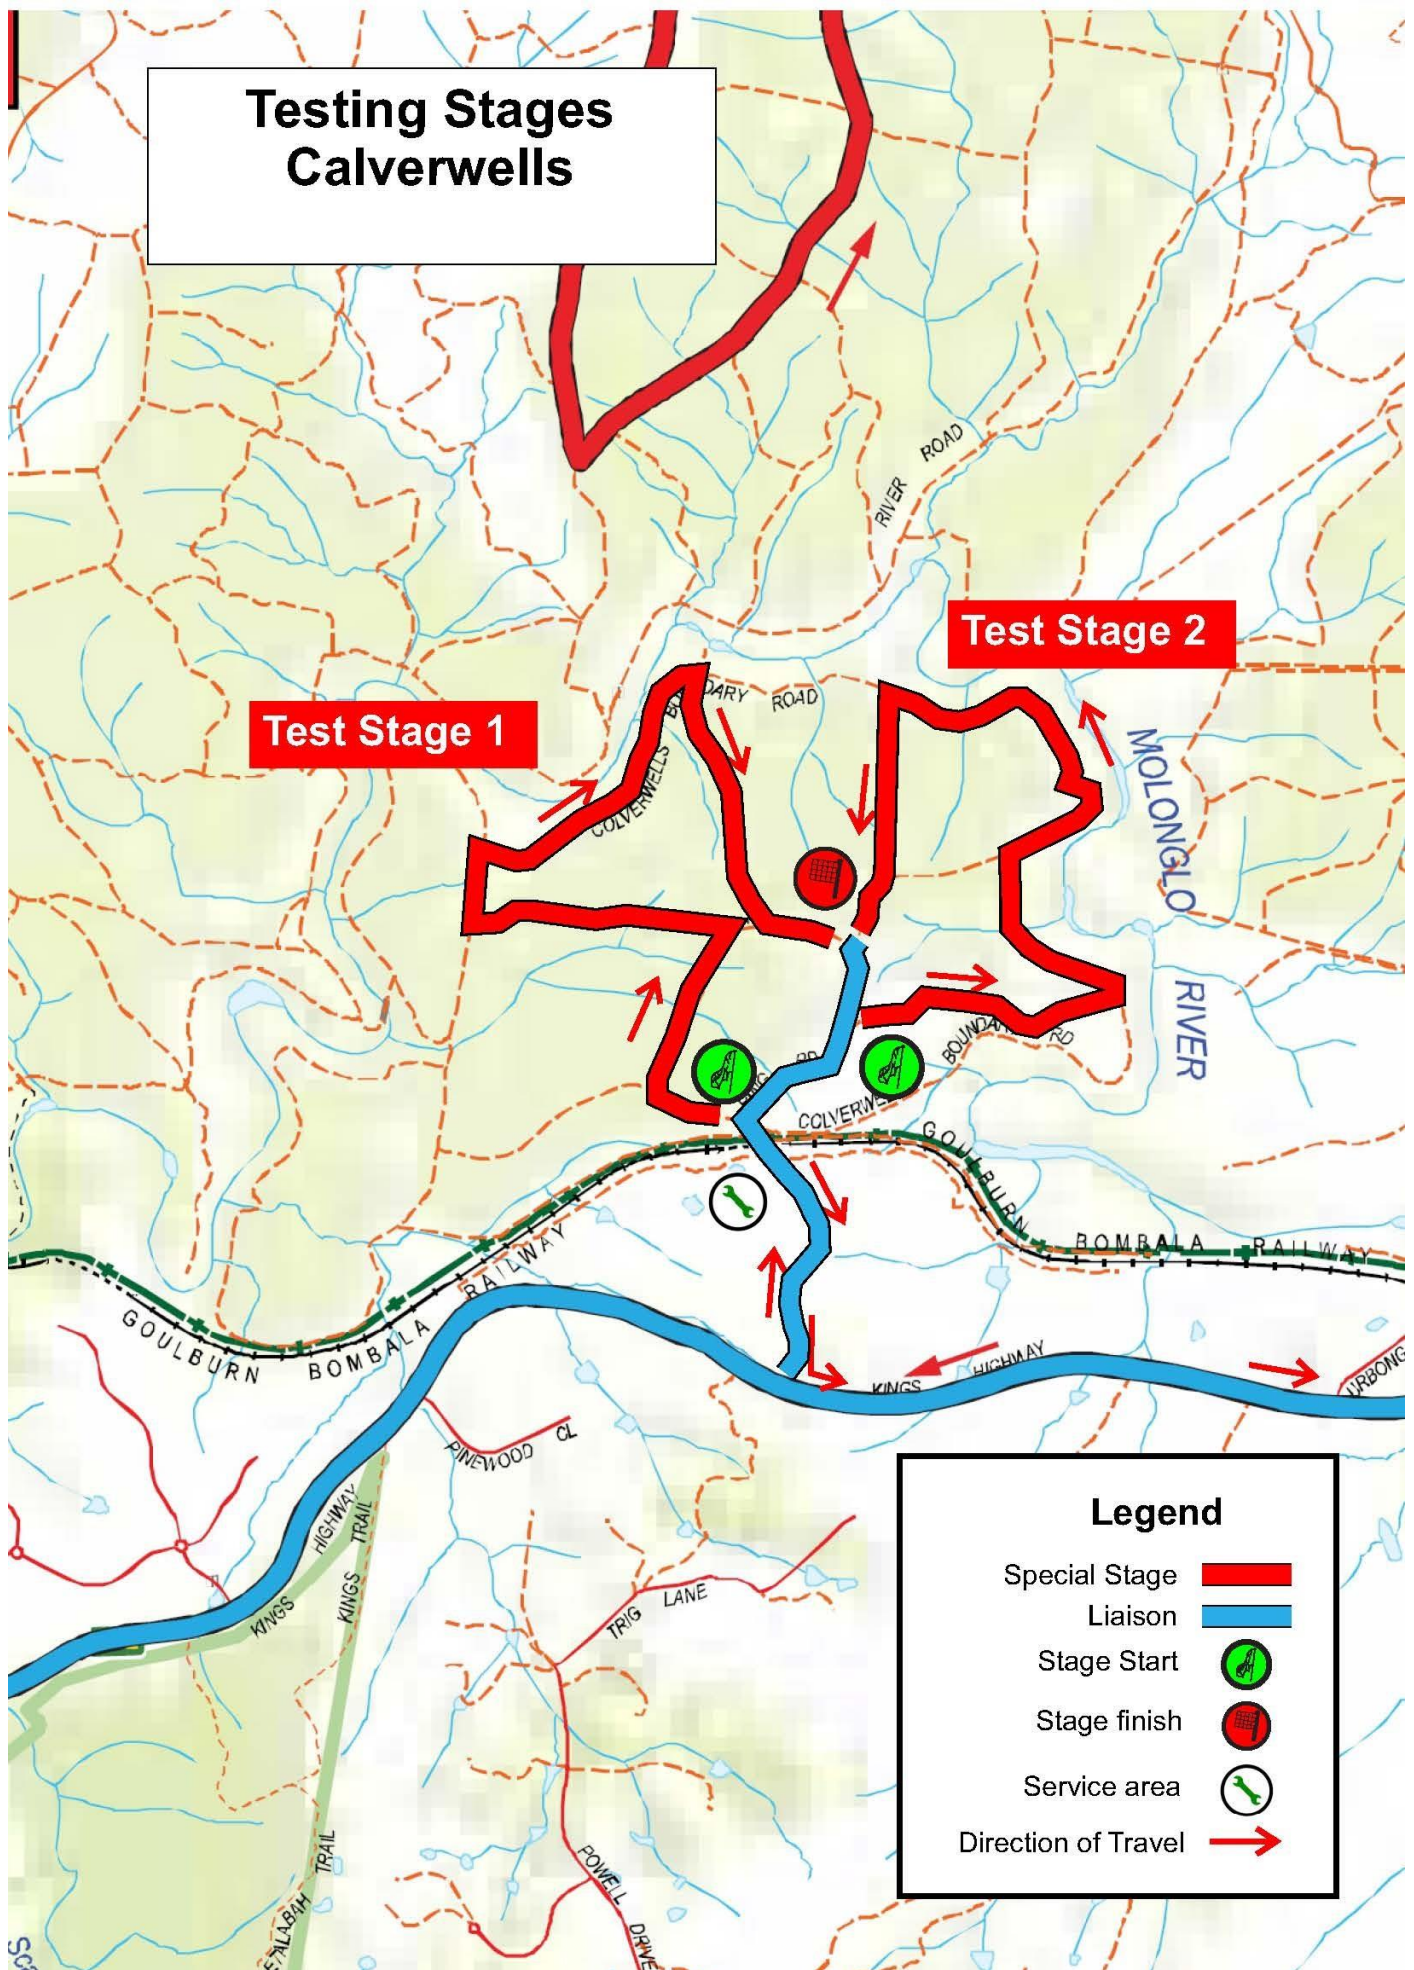 Testing Stages
Calverwells
RIVER ROAD
Test Stage 2
Test Stage 1
ROAD
COLVERWELLS
MOLONGLO
RIVER
RD
GOULBURN
BOMBALA RAILWAY
RAILWAY
GOULBURN
BOMBALA
KINGS
HIGHWAY
PINEWOOD CL
HIGHWAY
TRAIL
KINGS
KINGS
TRIG LANE
TRAIL
POWELL
DRIVE
Legend
Special Stage
Liaison
Stage Start
Stage finish
Service area
Direction of Travel